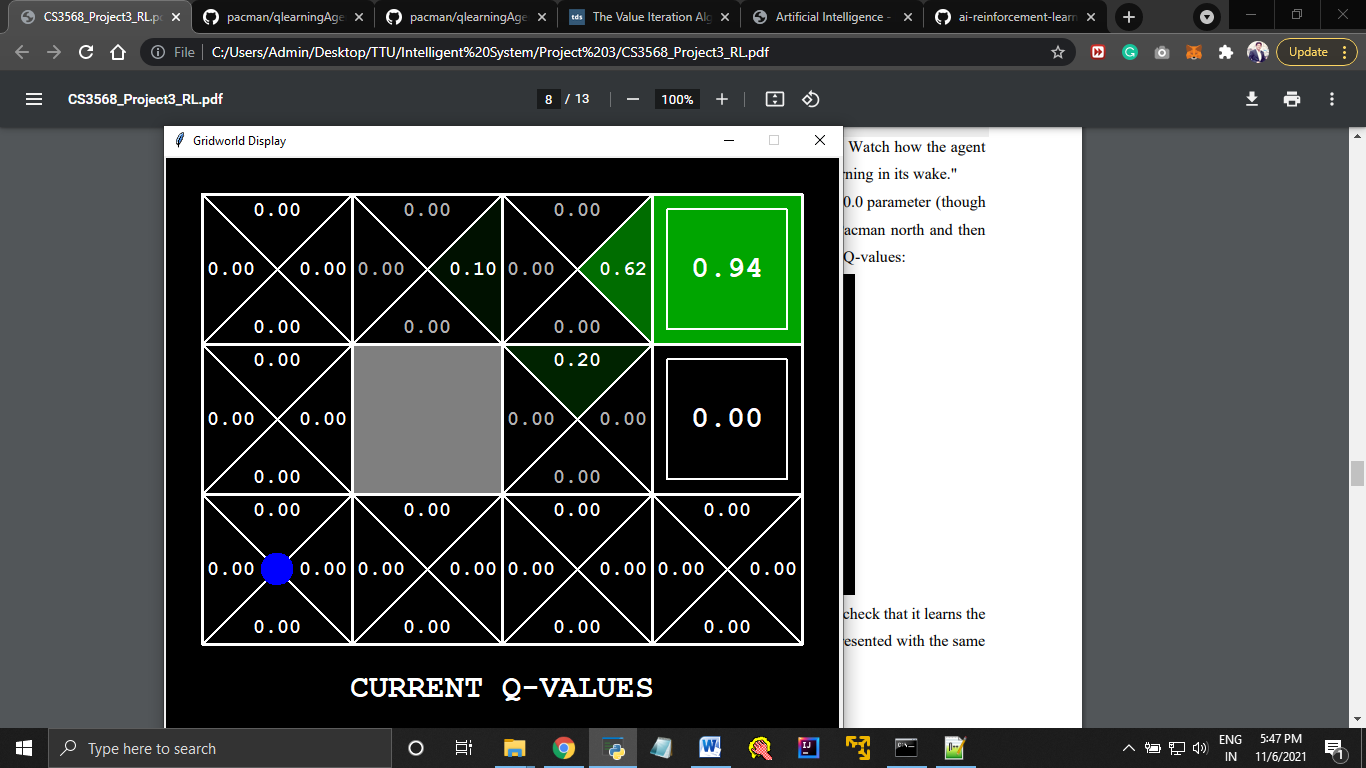 CS3568_Project3_RL.pd
pacman/qlearningAge
pacman/qlearningAge
tds
The Value Iteration Alg
Artificial Intelligence -
ai-reinforcement-learn
File
C:/Users/Admin/Desktop/TTU/Intelligent%20System/Project%203/CS3568_Project3_RL.pdf
Update
CS3568_Project3_RL.pdf
8 / 13
100%
Gridworld Display
Watch how the agent
rning in its wake."
0.0 parameter (though
acman north and then
Q-values:
0.00 0.00 0.00
0.00 0.00 0.00 0.10 0.00 0.62 0.94
0.00 0.00 0.00
0.00 0.20
0.00 0.00 0.00 0.00 0.00
0.00 0.00
0.00 0.00 0.00 0.00
0.00 0.00 0.00 0.00 0.00 0.00 0.00 0.00
0.00 0.00 0.00 0.00
check that it learns the
esented with the same
CURRENT Q-VALUES
Type here to search
ENG
IN
5:47 PM
11/6/2021
1